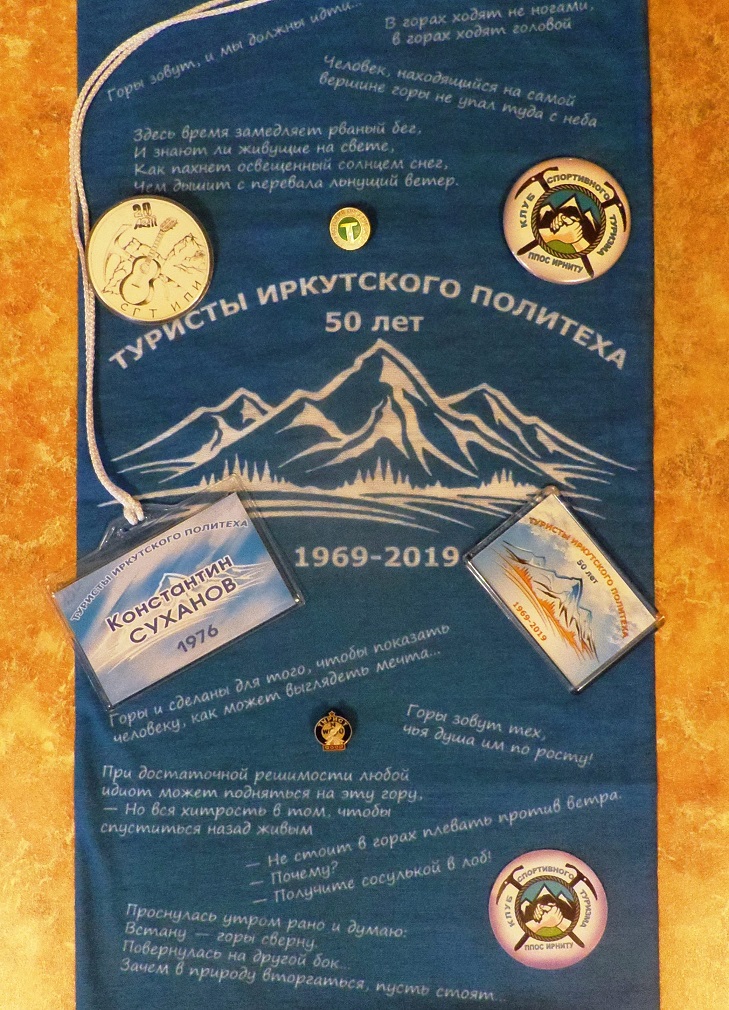 Горы зовут, и мы должны идти...
В горах ходят не ногами,
в горах ходят головой
Человек, находящийся на самой
вершине горы не упал туда с неба
Здесь время замедляет рваный бег,
И знают ли живущие на свете,
Как пахнет освещенный солнцем снег,
Чем дышит с перевала льнущий ветер.
20
ЛЕТ
СГТ ИПИ
Т
КЛУБ СПОРТИВНОГО ТУРИЗМА
ППОС ИРНИТУ
ТУРИСТЫ ИРКУТСКОГО ПОЛИТЕХА
50 лет
1969-2019
ТУРИСТЫ ИРКУТСКОГО ПОЛИТЕХА
Константин
СУХАНОВ
1976
ТУРИСТЫ ИРКУТСКОГО ПОЛИТЕХА
50 лет
1969-2019
Горы и сделаны для того, чтобы показать
человеку, как может выглядеть мечта...
ТУРИСТ
СССР
Горы зовут тех,
чья душа им по росту!
При достаточной решимости любой
идиот может подняться на эту гору,
— Но вся хитрость в том, чтобы
спуститься назад живым
— Не стоит в горах плевать против ветра.
— Почему?
— Получите сосулькой в лоб!
Проснулась утром рано и думаю:
Встану — горы сверну.
Повернулась на другой бок...
Зачем в природу вторгаться, пусть стоят...
КЛУБ СПОРТИВНОГО ТУРИЗМА
ППОС ИРНИТУ